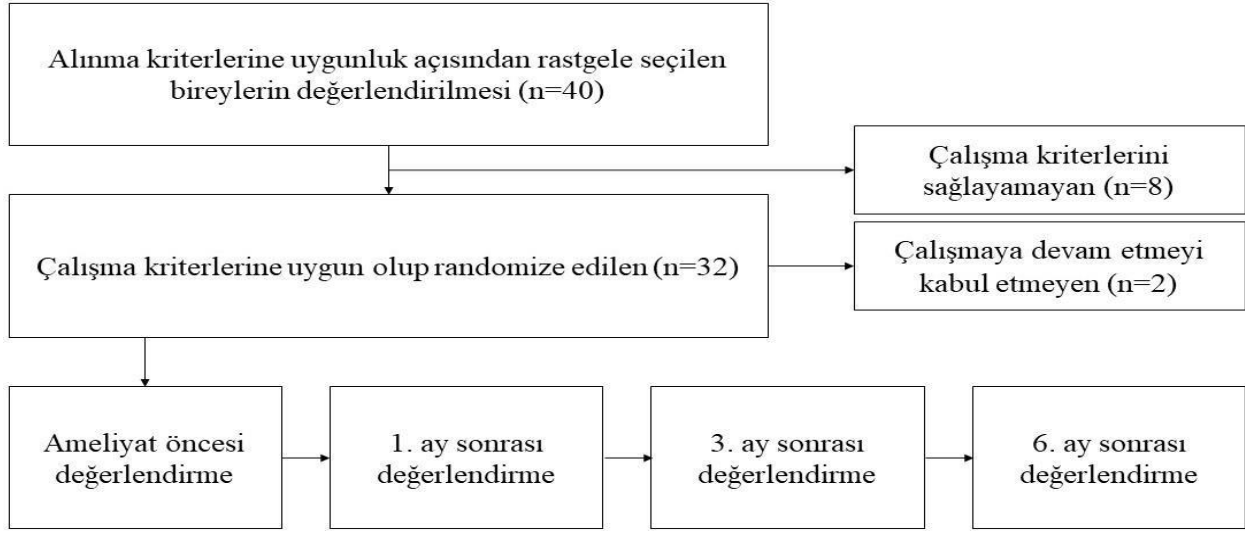 Alınma kriterlerine uygunluk açısından rastgele seçilen
bireylerin değerlendirilmesi (n=40)
Çalışma kriterlerini
sağlayamayan (n=8)
Çalışma kriterlerine uygun olup randomize edilen (n=32)
Çalışmaya devam etmeyi
kabul etmeyen (n=2)
Ameliyat öncesi
değerlendirme
1. ay sonrası
değerlendirme
3. ay sonrası
değerlendirme
6. ay sonrası
değerlendirme